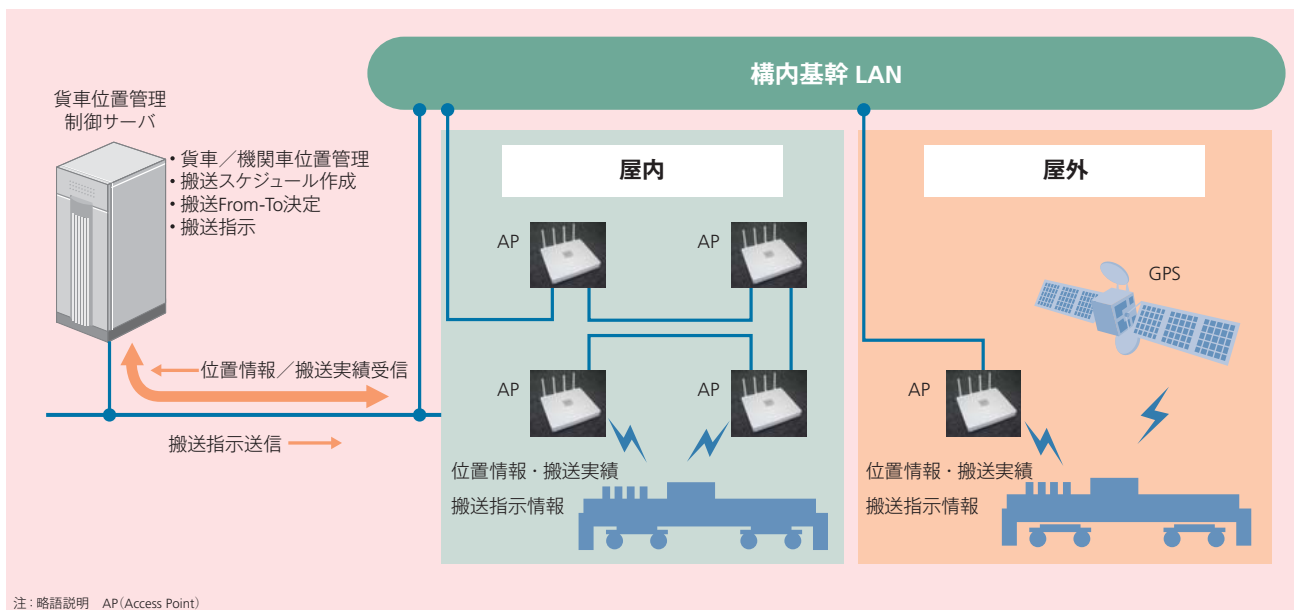 構内基幹 LAN
貨車位置管理
制御サーバ
・貨車／機関車位置管理
・搬送スケジュール作成
・搬送From-To決定
・搬送指示
屋内
屋外
AP
AP
GPS
AP
AP
AP
位置情報／搬送実績受信
搬送指示送信
位置情報・搬送実績
搬送指示情報
位置情報・搬送実績
搬送指示情報
注：略語説明 AP（Access Point）